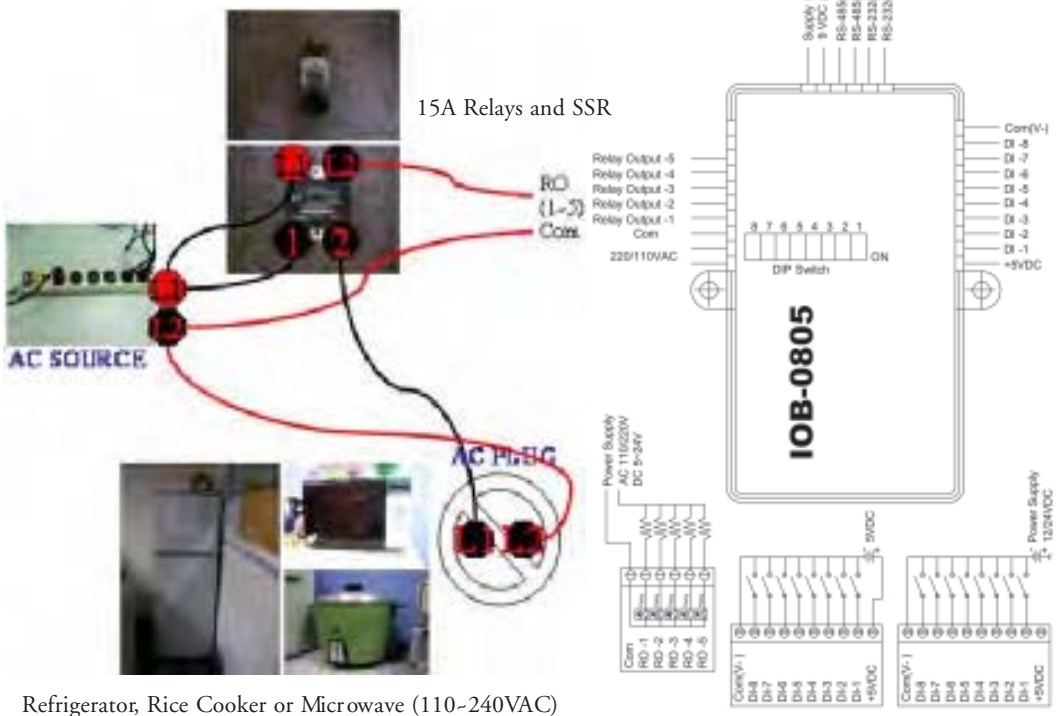 15A Relays and SSR
RO
(1~5)
Com
1
2
AC SOURCE
AC PLUG
Refrigerator, Rice Cooker or Microwave (110~240VAC)
Supply
9 VDC
RS-485
RS-485
RS-232
RS-232
Relay Output -5
Relay Output -4
Relay Output -3
Relay Output -2
Relay Output -1
Com
220/110VAC
Com(V-)
DI -8
DI -7
DI -6
DI -5
DI -4
DI -3
DI -2
DI -1
+5VDC
8 7 6 5 4 3 2 1
ON
DIP Switch
IOB-0805
Power Supply
AC 110/220V
DC 5~24V
Com
RO -1
RO -2
RO -3
RO -4
RO -5
5VDC
Com(V-)
DI-8
DI-7
DI-6
DI-5
DI-4
DI-3
DI-2
DI-1
+5VDC
Power Supply
12/24VDC
Com(V-)
DI-8
DI-7
DI-6
DI-5
DI-4
DI-3
DI-2
DI-1
+5VDC